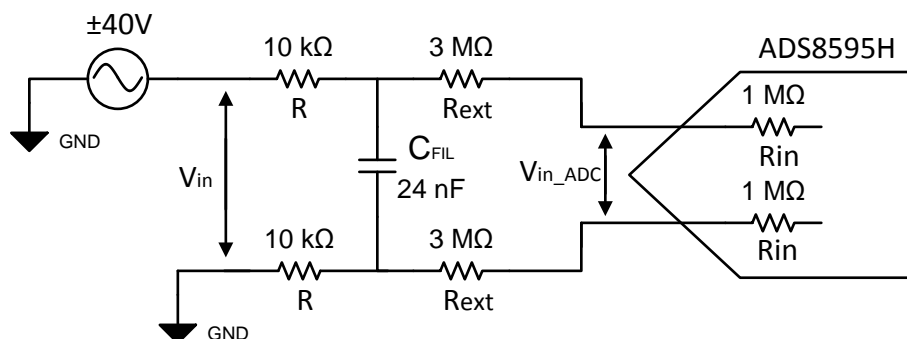 ±40V
GND
10 kΩ
R
3 MΩ
Rext
ADS8595H
1 MΩ
Rin
Vin
CFIL
24 nF
Vin_ADC
1 MΩ
Rin
10 kΩ
R
3 MΩ
Rext
GND